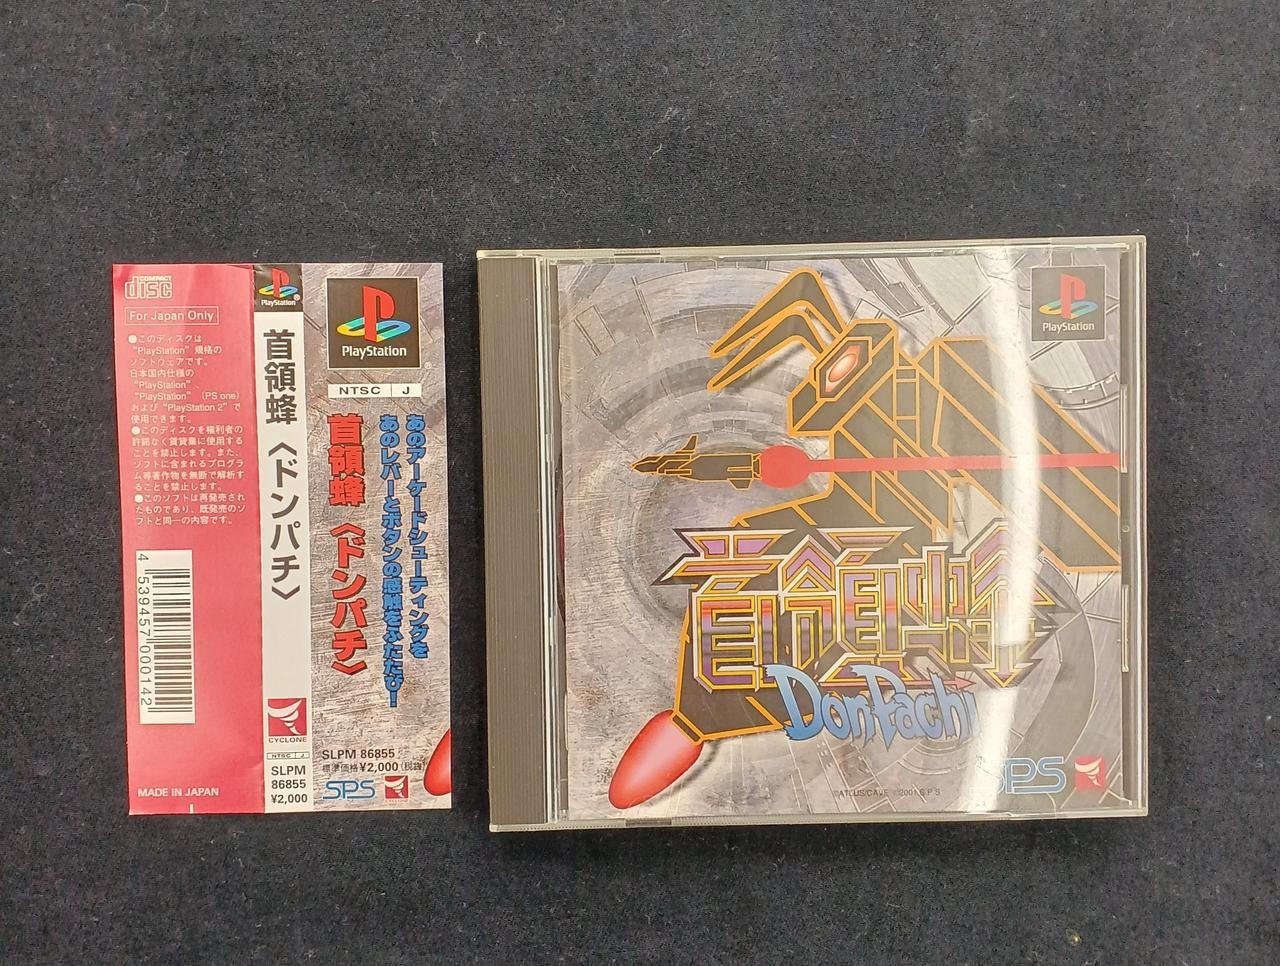 COMPACT
disc
For Japan Only
●このディスクは
"PlayStation" 規格の
ソフトウェアです。
日本国内仕様の
"PlayStation"、
"PlayStation" (PS one)
および "PlayStation 2" で
使用できます。
●このディスクを権利者の
許諾なく賃貸業に使用する
ことを禁止します。また、
ソフトに含まれるプログラ
ム等著作物を無断で解析す
ることを禁止します。
●このソフトは再発売され
たものであり、既発売のソ
フトと同一の内容です。
4 539457 000142
MADE IN JAPAN
PlayStation
首領蜂〈ドンパチ〉
CYCLONE
NTSC J
SLPM
86855
¥2,000
PlayStation
NTSC J
あのアーケードシューティングを
あのレバーとボタンの感触をふたたび!
首領蜂〈ドンパチ〉
SLPM 86855
標準価格¥2,000(税抜)
SPS
CYCLONE
PlayStation
首領蜂
DonPachi
SPS
©ATLUS/CAVE ©2001 S.P.S